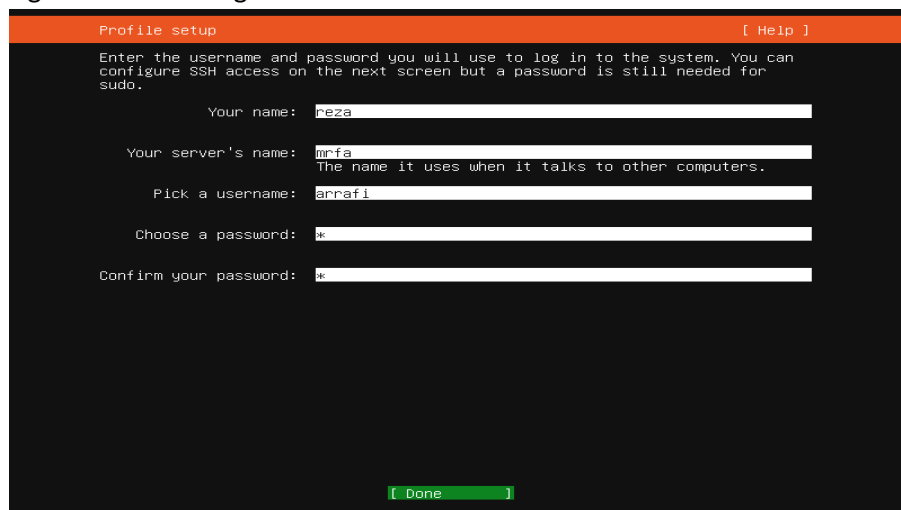 Profile setup [ Help ]
Enter the username and password you will use to log in to the system. You can
configure SSH access on the next screen but a password is still needed for
sudo.
Your name: reza
Your server's name: mrfa
The name it uses when it talks to other computers.
Pick a username: arrafi
Choose a password: *
Confirm your password: *
[ Done ]